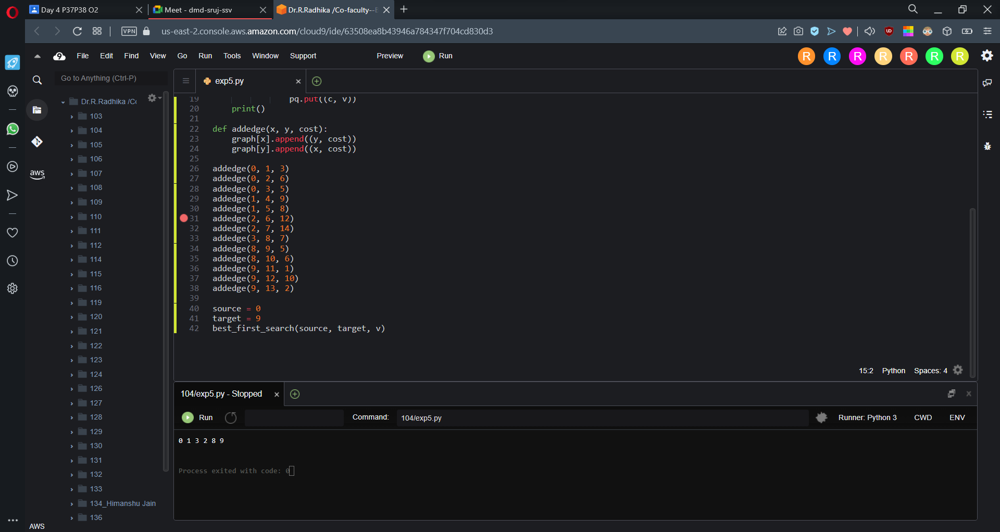 Day 4 P37P38 O2
Meet - dmd-sruj-ssv
Dr.R.Radhika /Co-faculty--
VPN
us-east-2.console.aws.amazon.com/cloud9/ide/63508ea8b43946a784347f704cd830d3
File Edit Find View Go Run Tools Window Support Preview Run
R R R R R R R
Go to Anything (Ctrl-P)
exp5.py
Dr.R.Radhika /Co
103
104
105
106
107
108
109
110
111
112
114
115
116
119
120
121
122
123
124
126
127
128
129
130
131
132
133
134_Himanshu Jain
136
aws
AWS
19 pq.put((c, v))
20 print()
21
22 def addedge(x, y, cost):
23 graph[x].append((y, cost))
24 graph[y].append((x, cost))
25
26 addedge(0, 1, 3)
27 addedge(0, 2, 6)
28 addedge(0, 3, 5)
29 addedge(1, 4, 9)
30 addedge(1, 5, 8)
31 addedge(2, 6, 12)
32 addedge(2, 7, 14)
33 addedge(3, 8, 7)
34 addedge(8, 9, 5)
35 addedge(8, 10, 6)
36 addedge(9, 11, 1)
37 addedge(9, 12, 10)
38 addedge(9, 13, 2)
39
40 source = 0
41 target = 9
42 best_first_search(source, target, v)
15:2 Python Spaces: 4
104/exp5.py - Stopped
Run
Command:
104/exp5.py
Runner: Python 3
CWD
ENV
0 1 3 2 8 9
Process exited with code: 0